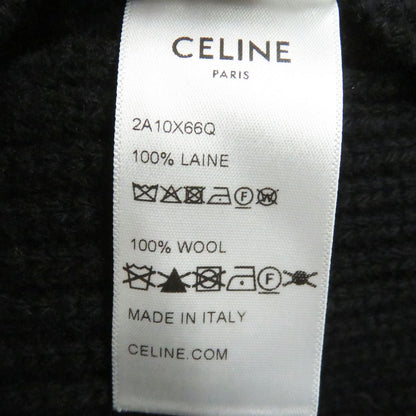 CELINE
PARIS
2A10X66Q
100% LAINE
F W
100% WOOL
F
MADE IN ITALY
CELINE.COM